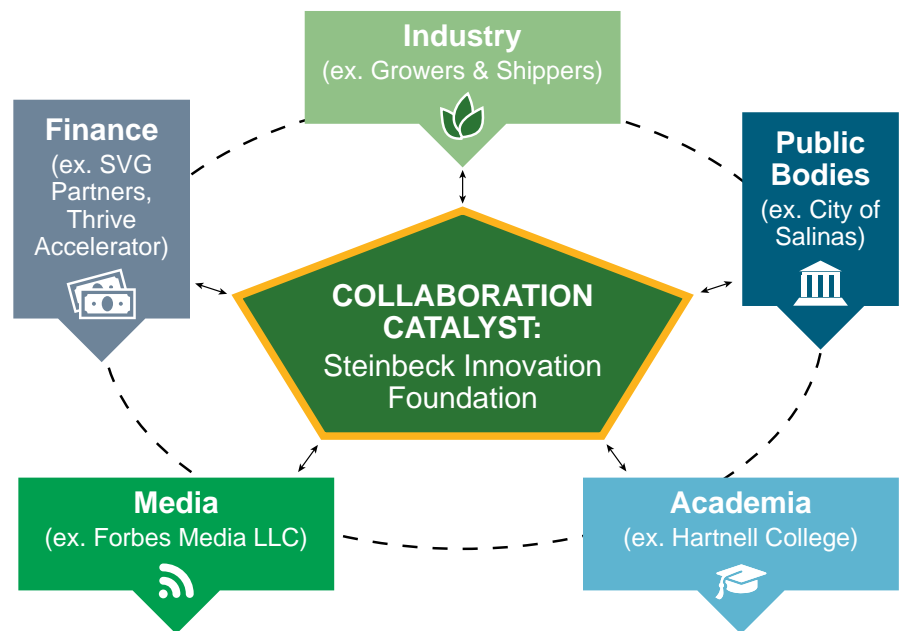 Industry
(ex. Growers & Shippers)
Finance
(ex. SVG
Partners,
Thrive
Accelerator)
Public
Bodies
(ex. City of
Salinas)
COLLABORATION
CATALYST:
Steinbeck Innovation
Foundation
Media
(ex. Forbes Media LLC)
Academia
(ex. Hartnell College)